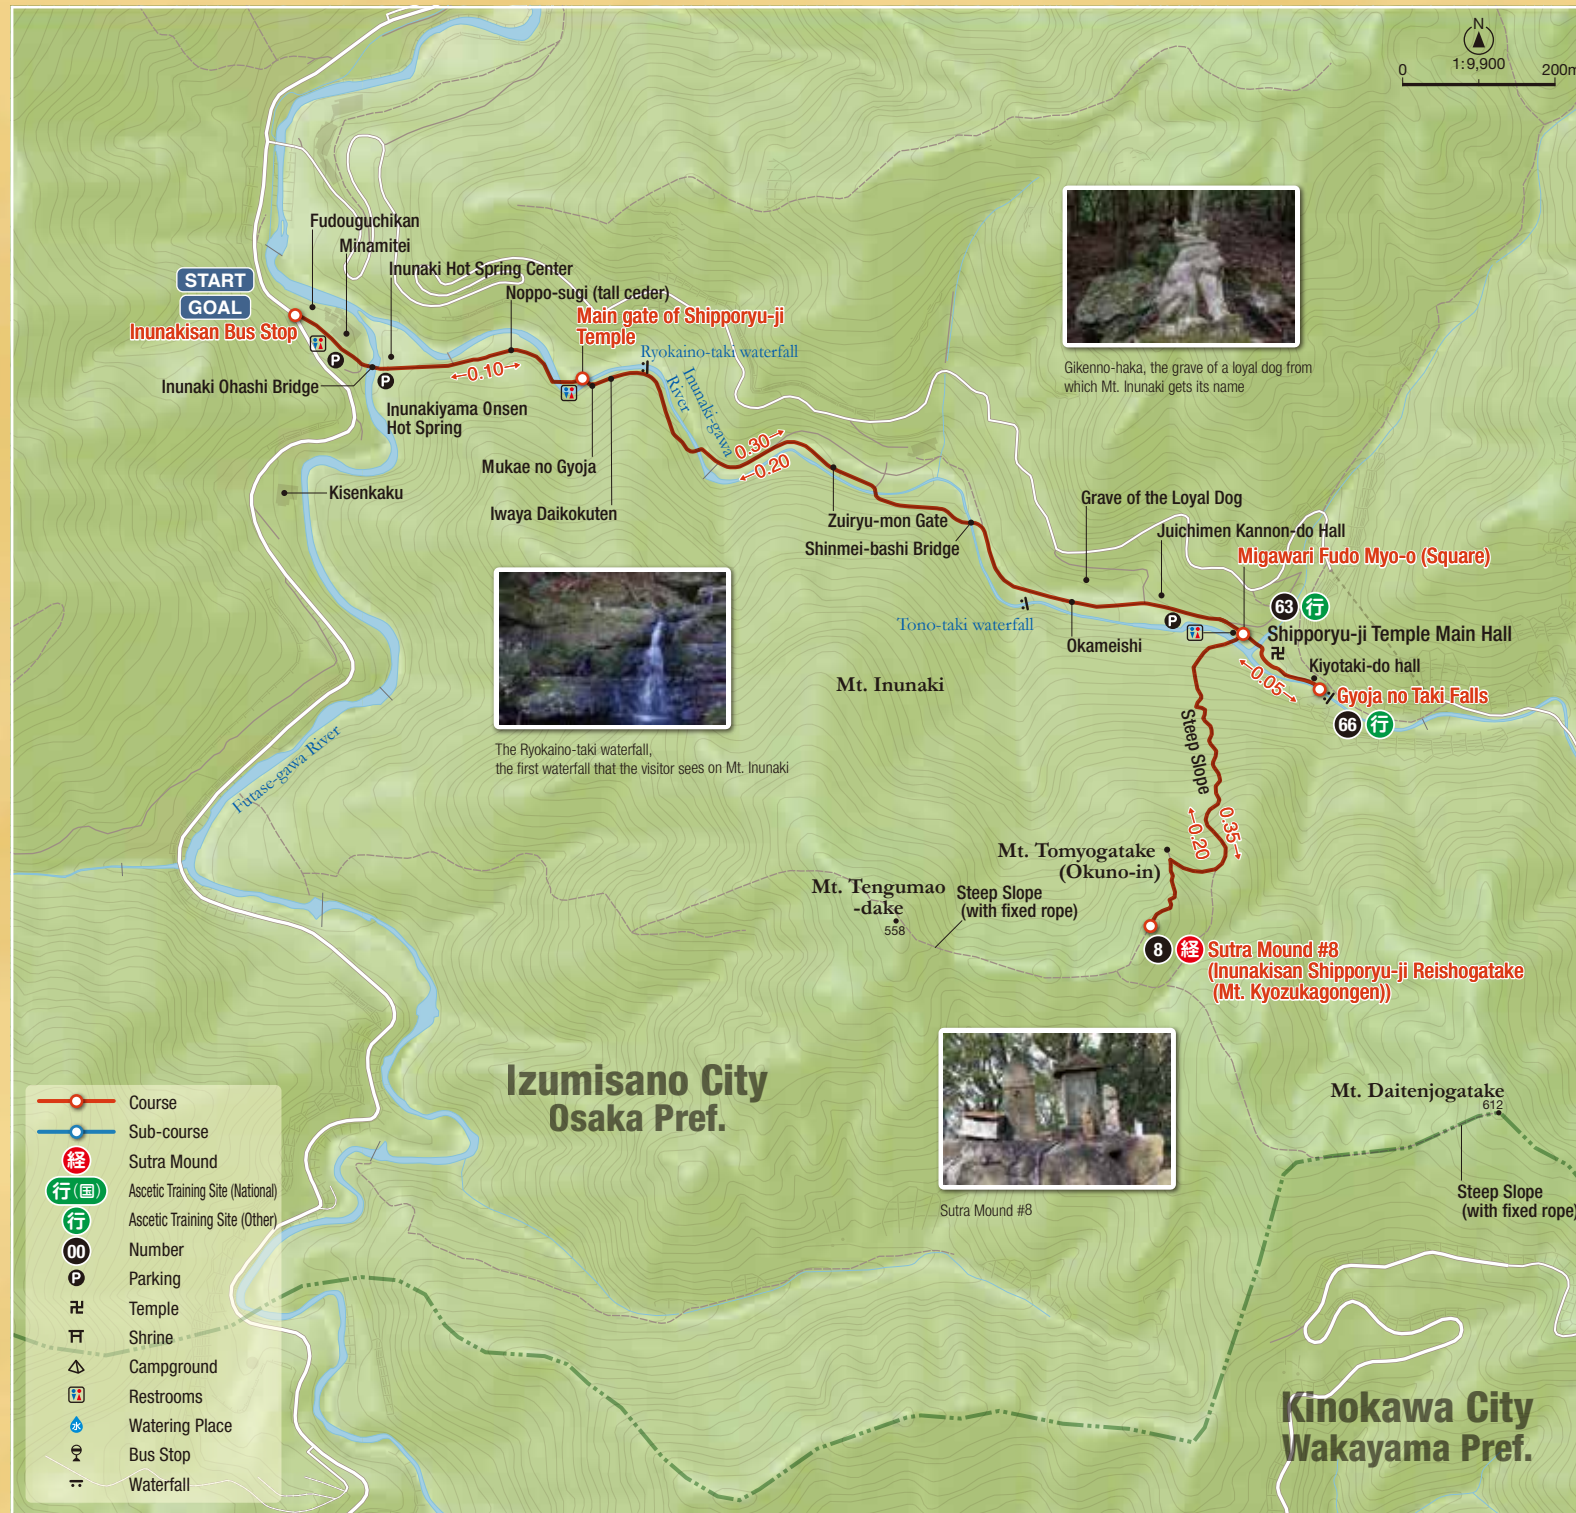 N
1:9,900
0
200m
Fudouguchikan
Minamitei
Inunaki Hot Spring Center
START
GOAL
Inunakisan Bus Stop
Noppo-sugi (tall ceder)
Main gate of Shipporyu-ji
Temple
Ryokaino-taki waterfall
Inunaki-gawa
River
P
Inunaki Ohashi Bridge
P
←0.10→
Inunakiyama Onsen
Hot Spring
Mukae no Gyoja
Iwaya Daikokuten
Kisenkaku
0.30→
←0.20
Gikenno-haka, the grave of a loyal dog from
which Mt. Inunaki gets its name
Zuiryu-mon Gate
Shinmei-bashi Bridge
Grave of the Loyal Dog
Juichimen Kannon-do Hall
Migawari Fudo Myo-o (Square)
63 行
Shipporyu-ji Temple Main Hall
卍
P
Tono-taki waterfall
Okameishi
Kiyotaki-do hall
←0.05→
Gyoja no Taki Falls
66 行
Mt. Inunaki
Steep Slope
The Ryokaino-taki waterfall,
the first waterfall that the visitor sees on Mt. Inunaki
Futase-gawa River
←0.20
0.35→
Mt. Tomyogatake
(Okuno-in)
Mt. Tengumao
-dake
558
Steep Slope
(with fixed rope)
8 経 Sutra Mound #8
(Inunakisan Shipporyu-ji Reishogatake
(Mt. Kyozukagongen))
Izumisano City
Osaka Pref.
Sutra Mound #8
Mt. Daitenjogatake
612
Steep Slope
(with fixed rope)
Kinokawa City
Wakayama Pref.
Course
Sub-course
経 Sutra Mound
行(国) Ascetic Training Site (National)
行 Ascetic Training Site (Other)
00 Number
P Parking
卍 Temple
Shrine
Campground
Restrooms
水 Watering Place
Bus Stop
Waterfall